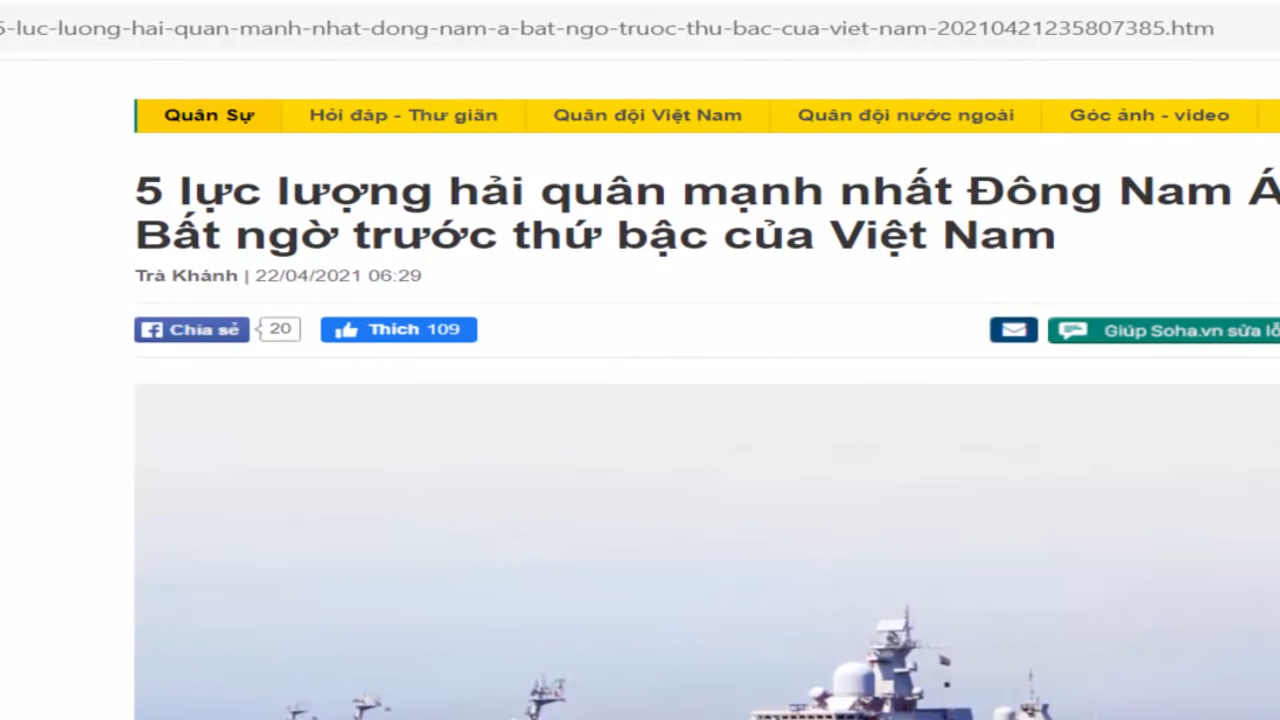 5-luc-luong-hai-quan-manh-nhat-dong-nam-a-bat-ngo-truoc-thu-bac-cua-viet-nam-20210421235807385.htm
Quân Sự Hỏi đáp - Thư giãn Quân đội Việt Nam Quân đội nước ngoài Góc ảnh - video
5 lực lượng hải quân mạnh nhất Đông Nam Á
Bất ngờ trước thứ bậc của Việt Nam
Trà Khánh | 22/04/2021 06:29
Chia sẻ 20 Thích 109 Giúp Soha.vn sửa lỗ